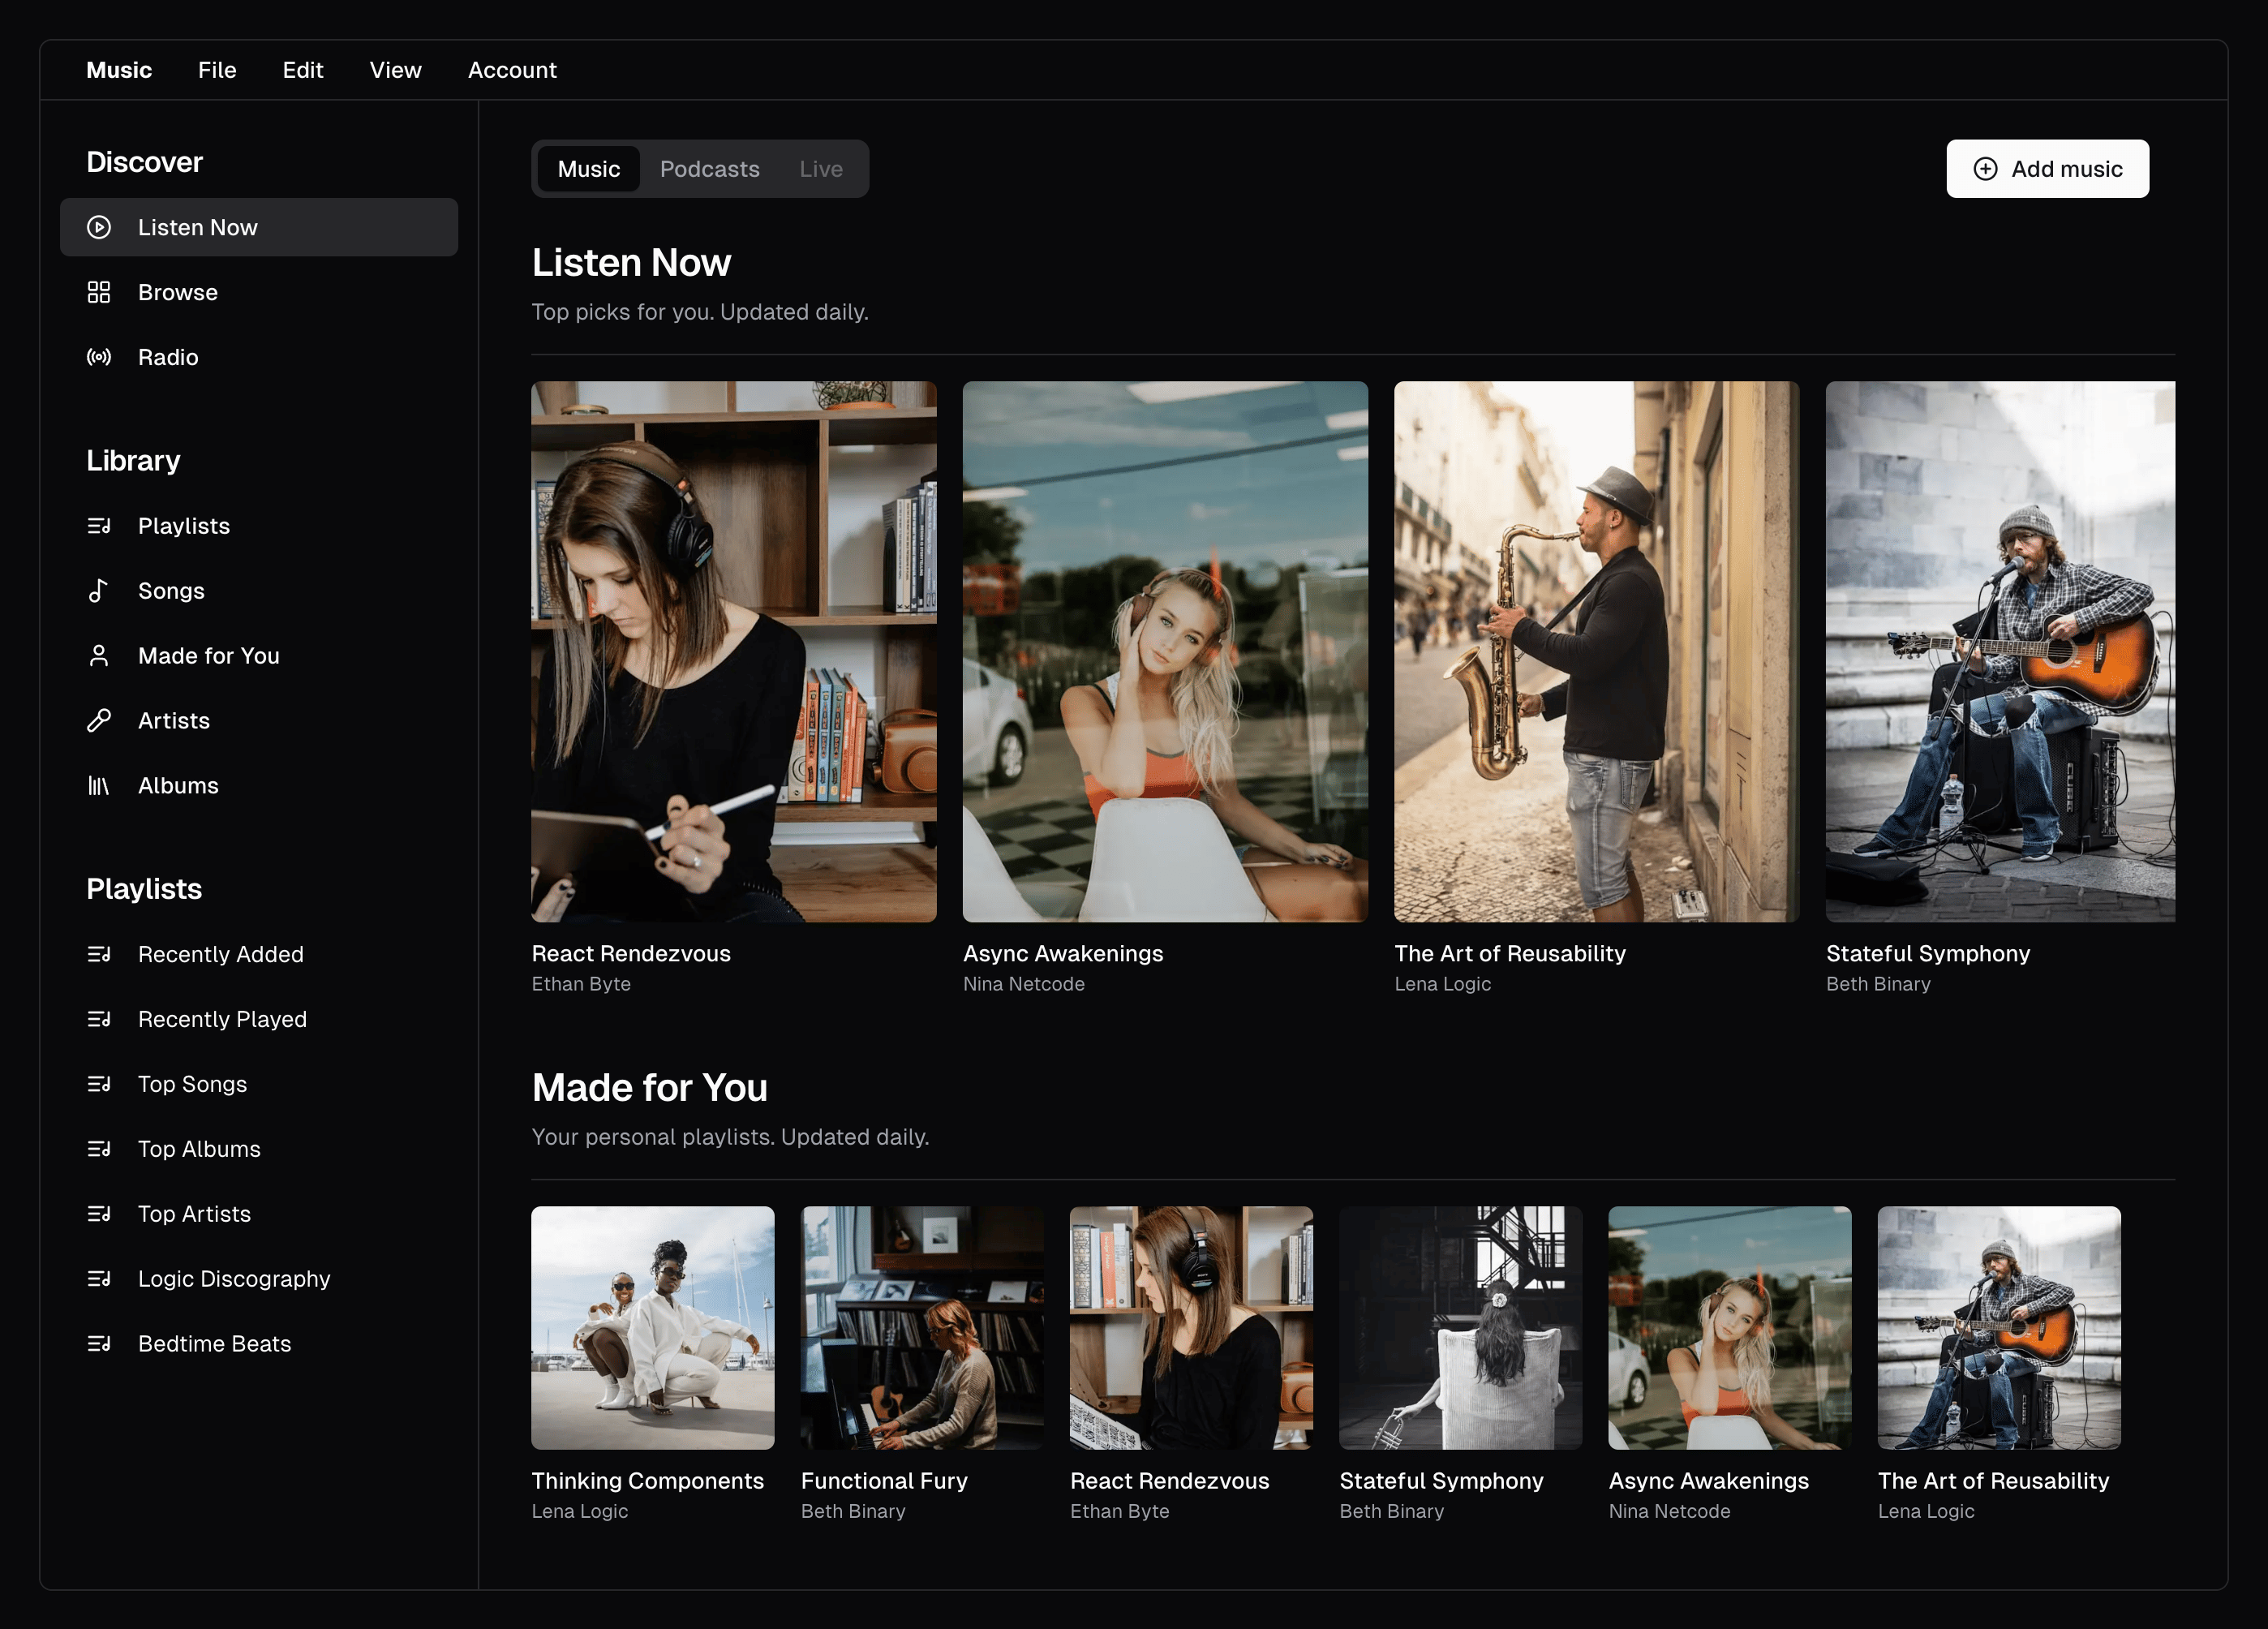 Music File Edit View Account
Discover
Listen Now
Browse
Radio
Library
Playlists
Songs
Made for You
Artists
Albums
Playlists
Recently Added
Recently Played
Top Songs
Top Albums
Top Artists
Logic Discography
Bedtime Beats
Music Podcasts Live
Add music
Listen Now
Top picks for you. Updated daily.
React Rendezvous
Ethan Byte
Async Awakenings
Nina Netcode
The Art of Reusability
Lena Logic
Stateful Symphony
Beth Binary
Made for You
Your personal playlists. Updated daily.
Thinking Components
Lena Logic
Functional Fury
Beth Binary
React Rendezvous
Ethan Byte
Stateful Symphony
Beth Binary
Async Awakenings
Nina Netcode
The Art of Reusability
Lena Logic